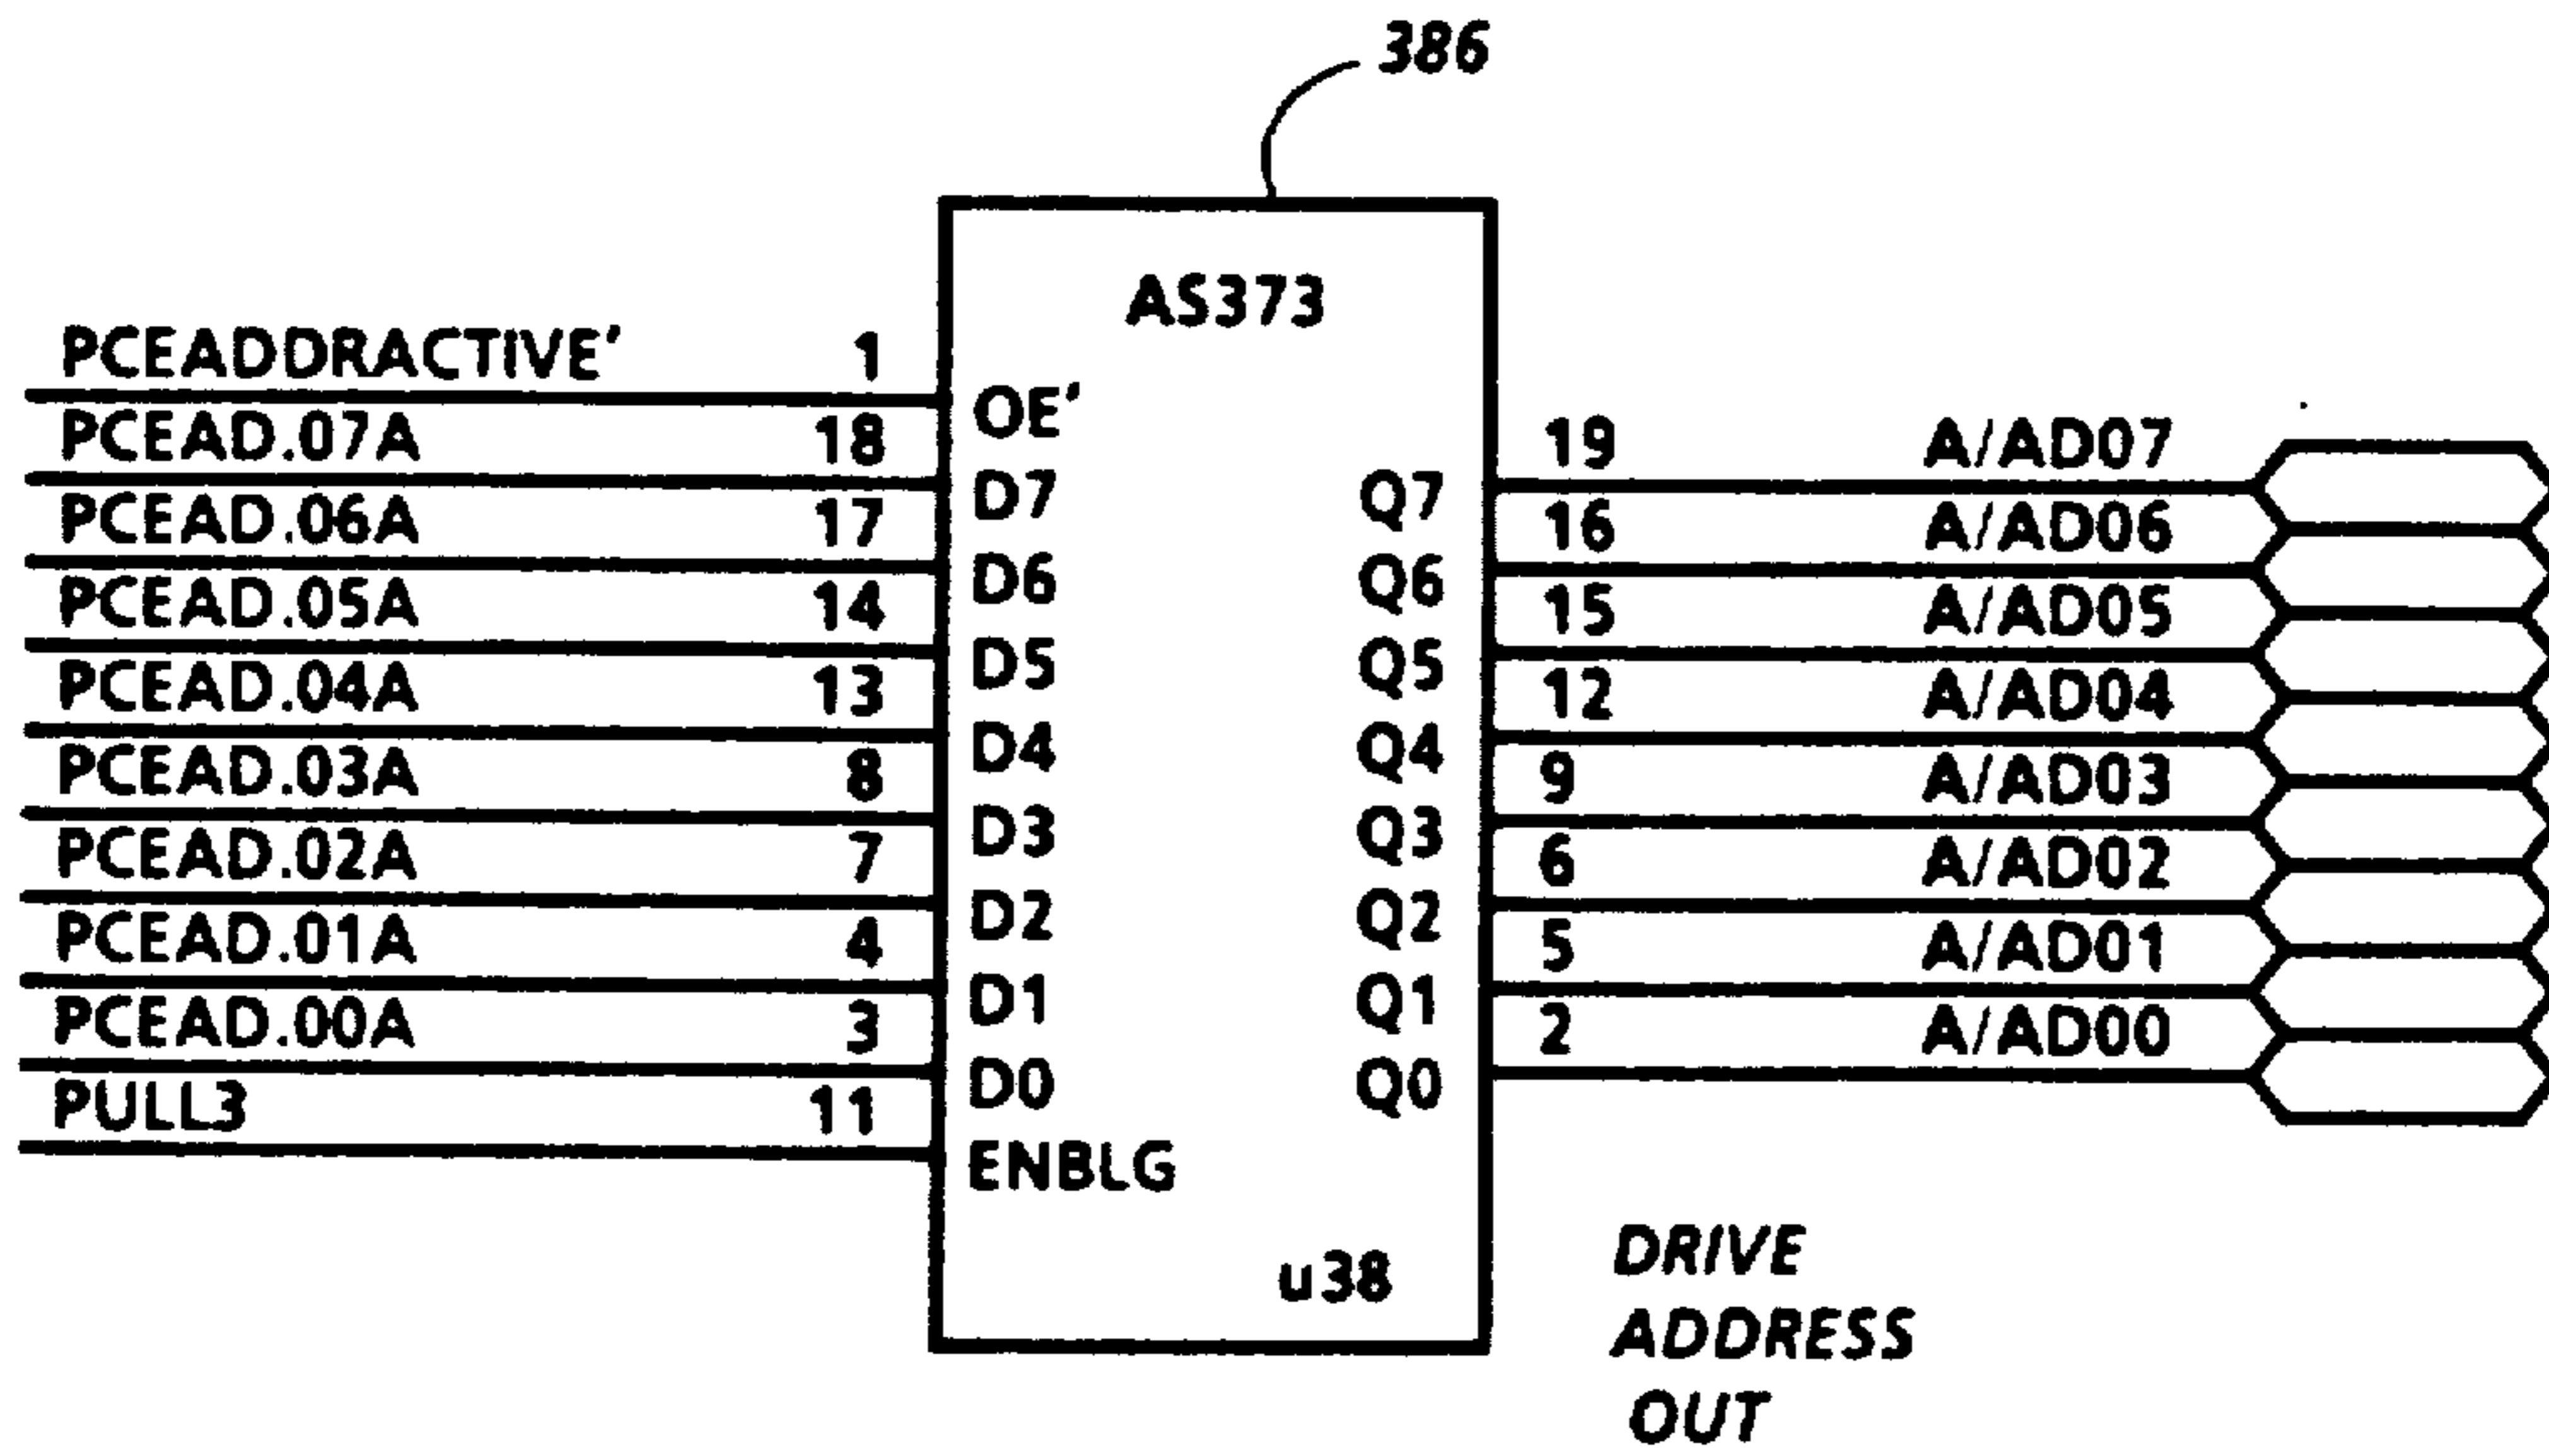 386
AS373
PCEADDRACTIVE' 1 OE'
PCEAD.07A 18 D7 Q7 19 A/AD07
PCEAD.06A 17 D6 Q6 16 A/AD06
PCEAD.05A 14 D5 Q5 15 A/AD05
PCEAD.04A 13 D4 Q4 12 A/AD04
PCEAD.03A 8 D3 Q3 9 A/AD03
PCEAD.02A 7 D2 Q2 6 A/AD02
PCEAD.01A 4 D1 Q1 5 A/AD01
PCEAD.00A 3 D0 Q0 2 A/AD00
PULL3 11 ENBLG
u38
DRIVE
ADDRESS
OUT